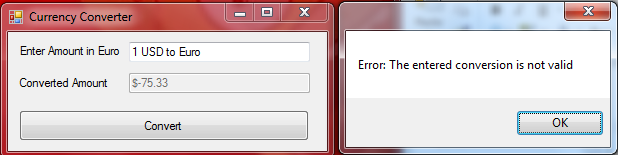 Currency Converter
Enter Amount in Euro
1 USD to Euro
Converted Amount
$-75.33
Convert
Error: The entered conversion is not valid
OK